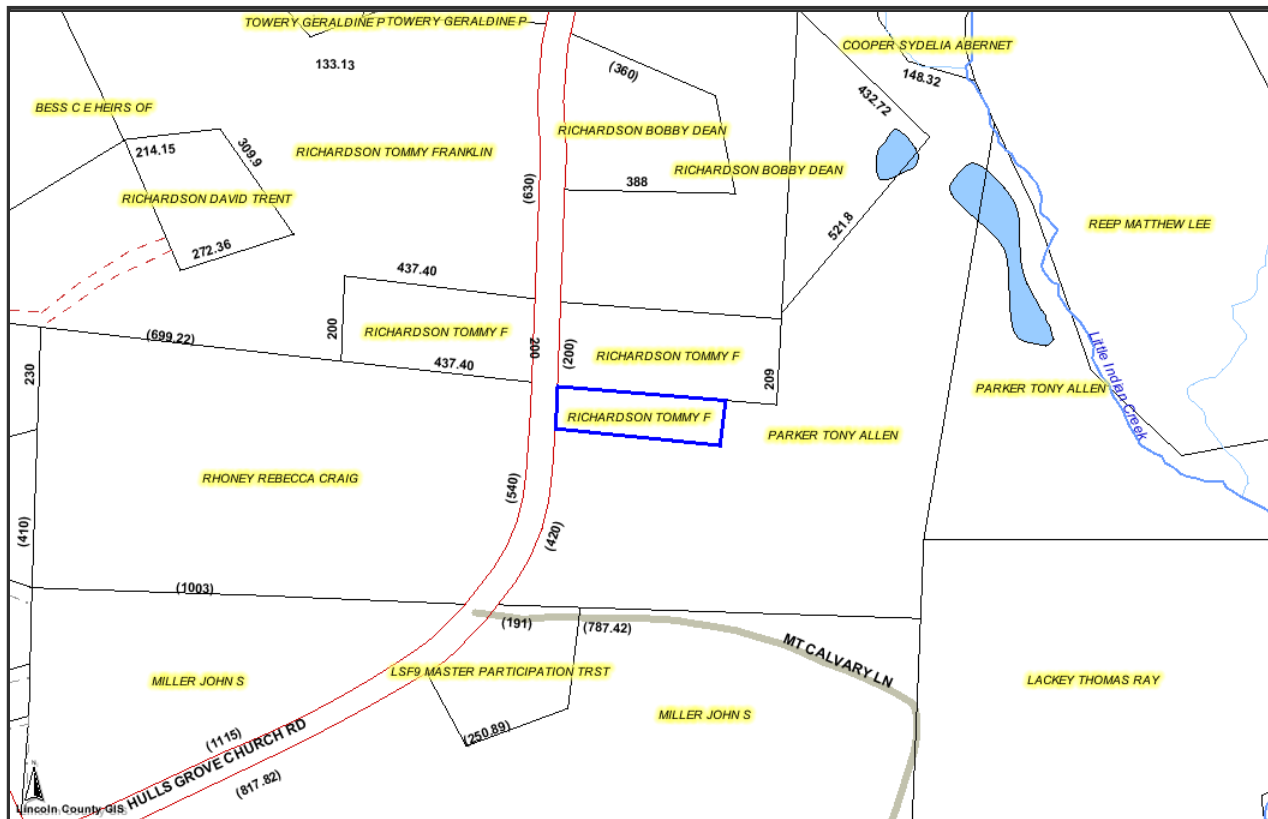 TOWERY GERALDINE P TOWERY GERALDINE P
COOPER SYDELIA ABERNET
133.13
(360)
148.32
432.72
BESS C E HEIRS OF
RICHARDSON BOBBY DEAN
214.15
309.9
RICHARDSON TOMMY FRANKLIN
RICHARDSON BOBBY DEAN
388
(630)
RICHARDSON DAVID TRENT
521.8
REEP MATTHEW LEE
272.36
437.40
200
RICHARDSON TOMMY F
(699.22)
200
(200)
RICHARDSON TOMMY F
437.40
230
209
Little Indian Creek
PARKER TONY ALLEN
RICHARDSON TOMMY F
PARKER TONY ALLEN
RHONEY REBECCA CRAIG
(540)
(410)
(420)
(1003)
(191)
(787.42)
MT CALVARY LN
LSF9 MASTER PARTICIPATION TRST
MILLER JOHN S
LACKEY THOMAS RAY
MILLER JOHN S
(250.89)
(1115)
HULLS GROVE CHURCH RD
(817.82)
N
Lincoln County GIS